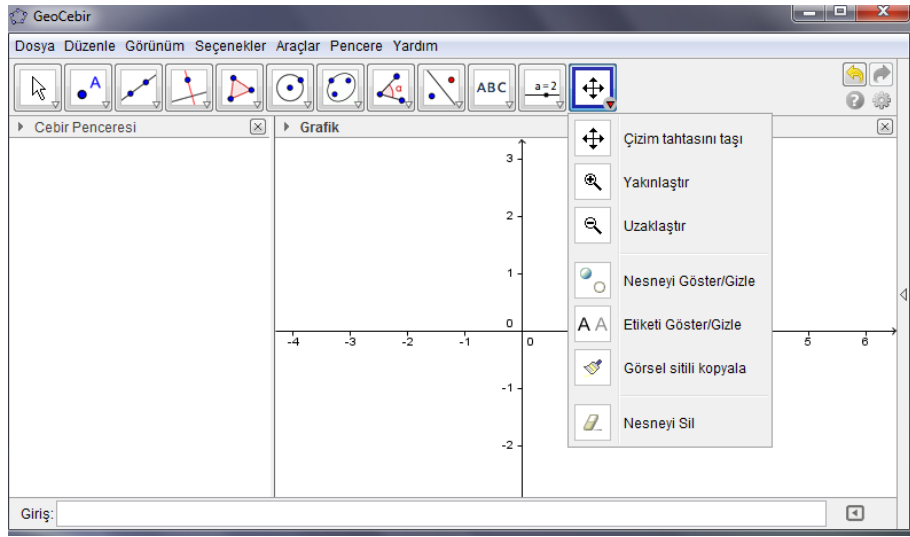 GeoCebir
Dosya Düzenle Görünüm Seçenekler Araçlar Pencere Yardım
A α ABC a=2
Cebir Penceresi
Grafik
Çizim tahtasını taşı
Yakınlaştır
Uzaklaştır
Nesneyi Göster/Gizle
A A Etiketi Göster/Gizle
Görsel sitili kopyala
Nesneyi Sil
3
2
1
0
-4 -3 -2 -1 0 5 6
-1
-2
Giriş: